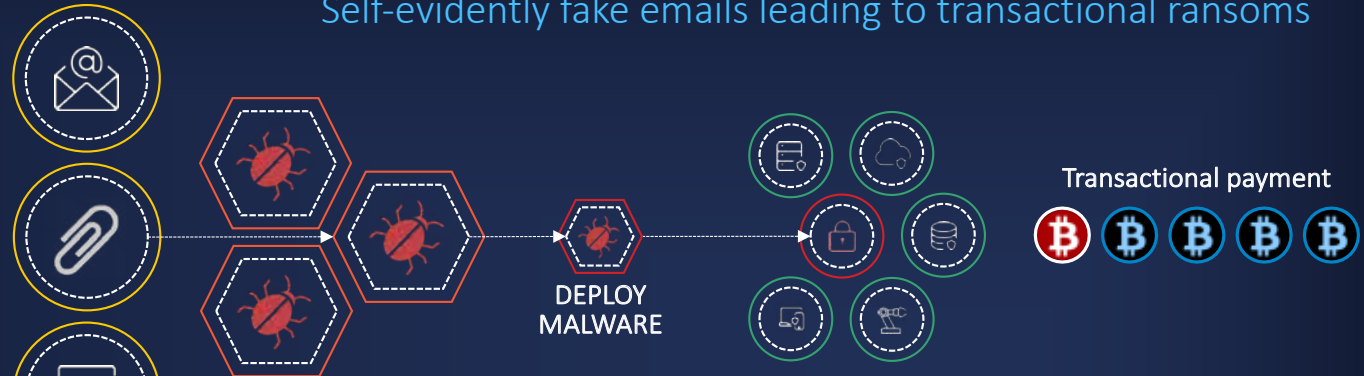 Self-evidently fake emails leading to transactional ransoms
Transactional payment
DEPLOY
MALWARE